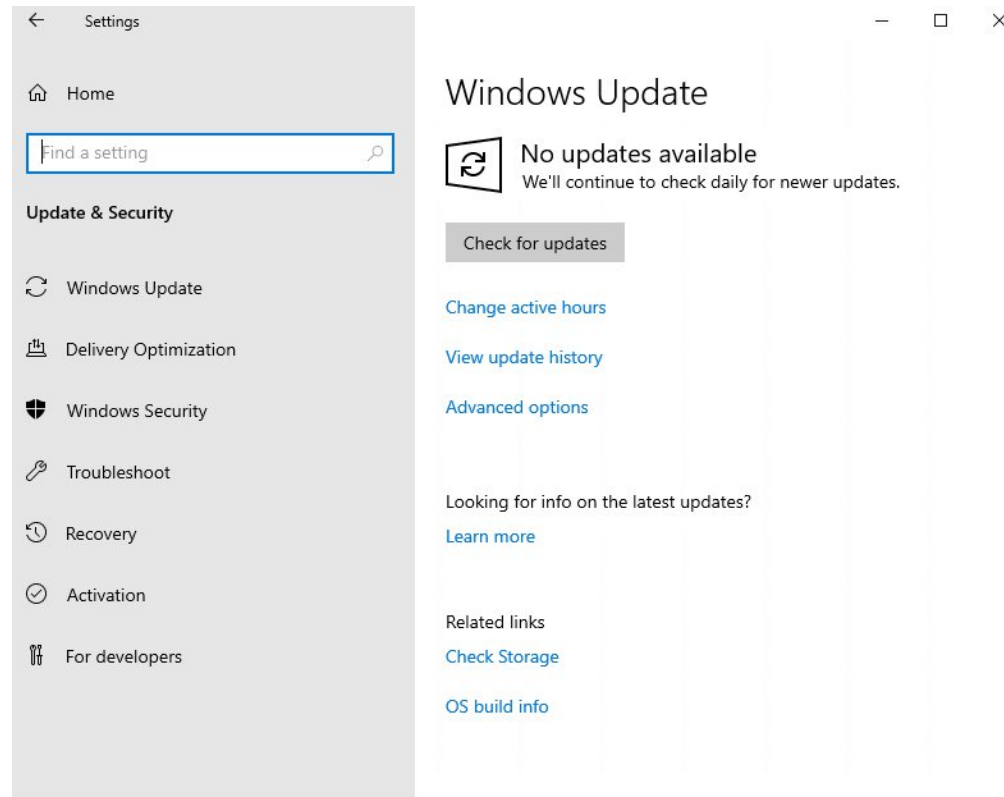 Settings
Home
Find a setting
Update & Security
Windows Update
Delivery Optimization
Windows Security
Troubleshoot
Recovery
Activation
For developers
Windows Update
No updates available
We'll continue to check daily for newer updates.
Check for updates
Change active hours
View update history
Advanced options
Looking for info on the latest updates?
Learn more
Related links
Check Storage
OS build info